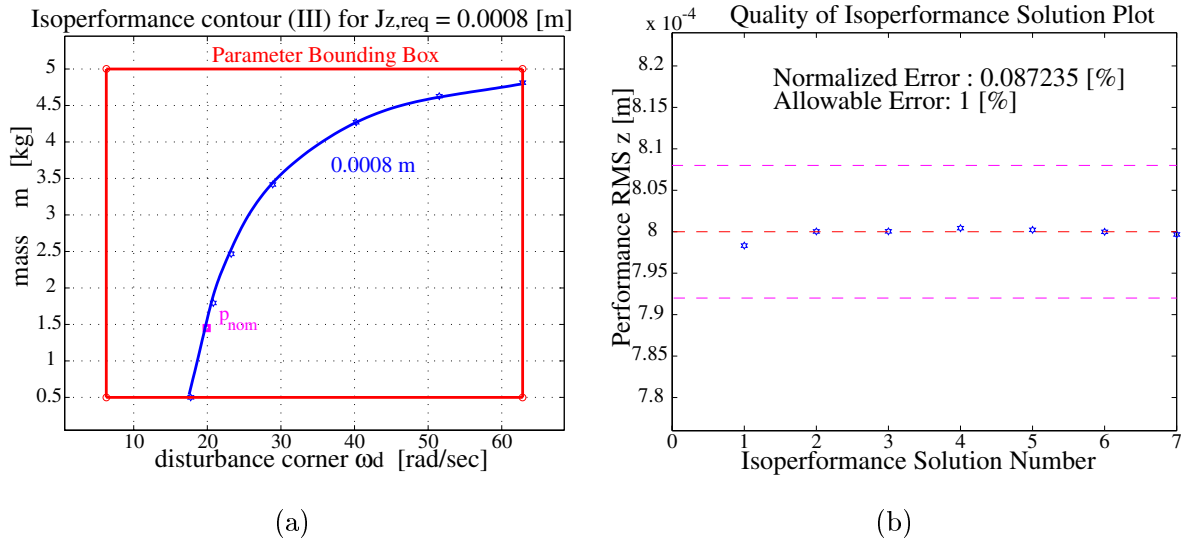 Isoperformance contour (III) for Jz,req = 0.0008 [m]
Parameter Bounding Box
5
4.5
4
3.5
3
2.5
2
1.5
1
0.5
mass m [kg]
0.0008 m
pnom
10 20 30 40 50 60
disturbance corner ωd [rad/sec]
(a)
Quality of Isoperformance Solution Plot
x 10-4
Normalized Error : 0.087235 [%]
Allowable Error: 1 [%]
8.2
8.15
8.1
8.05
8
7.95
7.9
7.85
7.8
Performance RMS z [m]
0 1 2 3 4 5 6 7
Isoperformance Solution Number
(b)